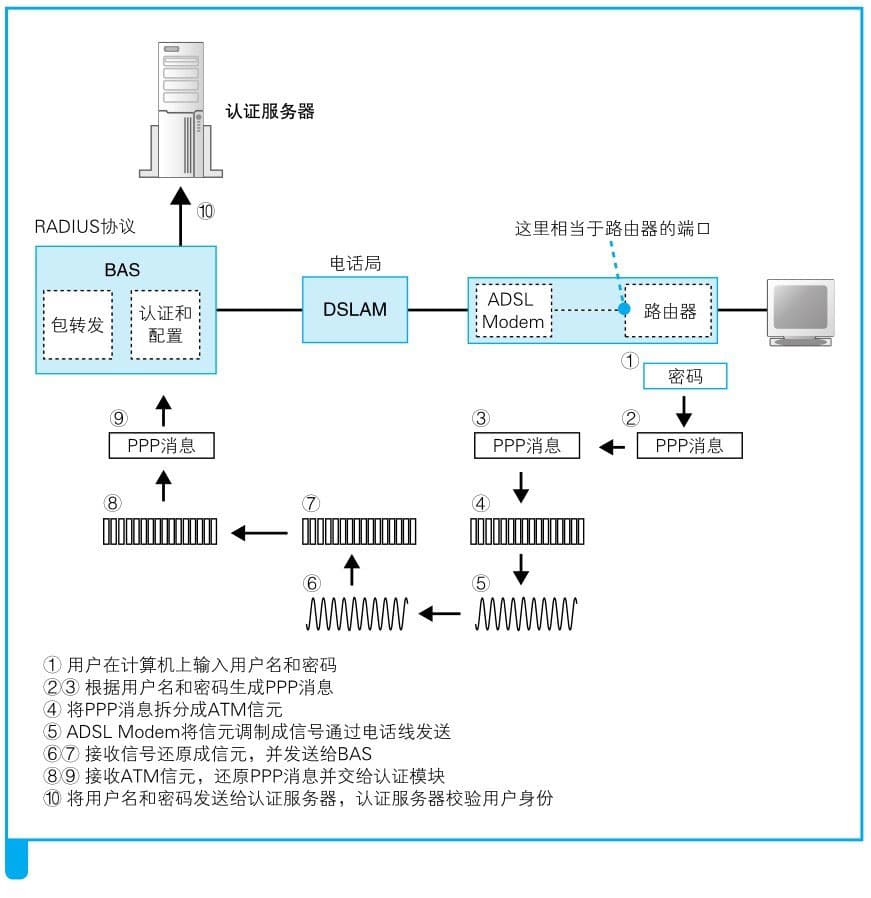 认证服务器
⑩
RADIUS协议
这里相当于路由器的端口
BAS
电话局
包转发
认证和
配置
DSLAM
ADSL
Modem
路由器
①
密码
⑨
③
②
PPP消息
PPP消息
PPP消息
⑧
⑦
④
⑥
⑤
① 用户在计算机上输入用户名和密码
②③ 根据用户名和密码生成PPP消息
④ 将PPP消息拆分成ATM信元
⑤ ADSL Modem将信元调制成信号通过电话线发送
⑥⑦ 接收信号还原成信元，并发送给BAS
⑧⑨ 接收ATM信元，还原PPP消息并交给认证模块
⑩ 将用户名和密码发送给认证服务器，认证服务器校验用户身份